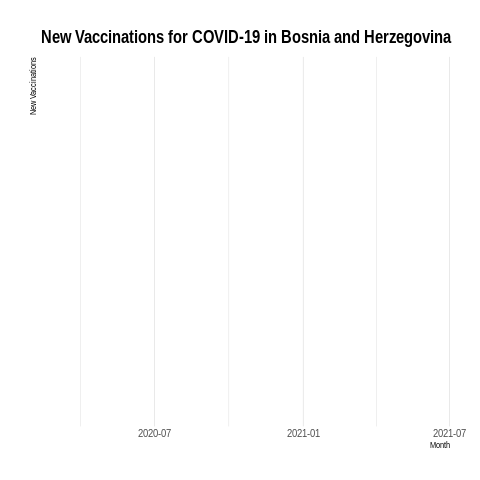 New Vaccinations for COVID-19 in Bosnia and Herzegovina
New Vaccinations
2020-07
2021-01
2021-07
Month